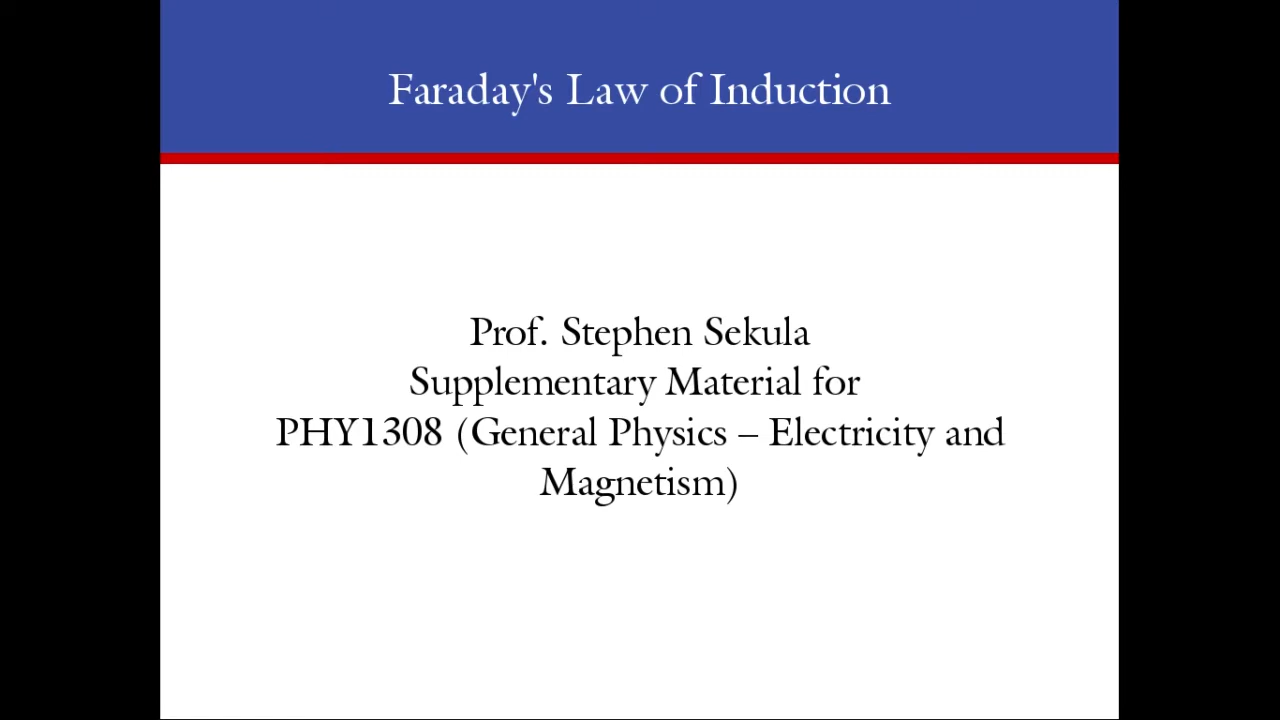 Faraday's Law of Induction
Prof. Stephen Sekula
Supplementary Material for
PHY1308 (General Physics – Electricity and
Magnetism)